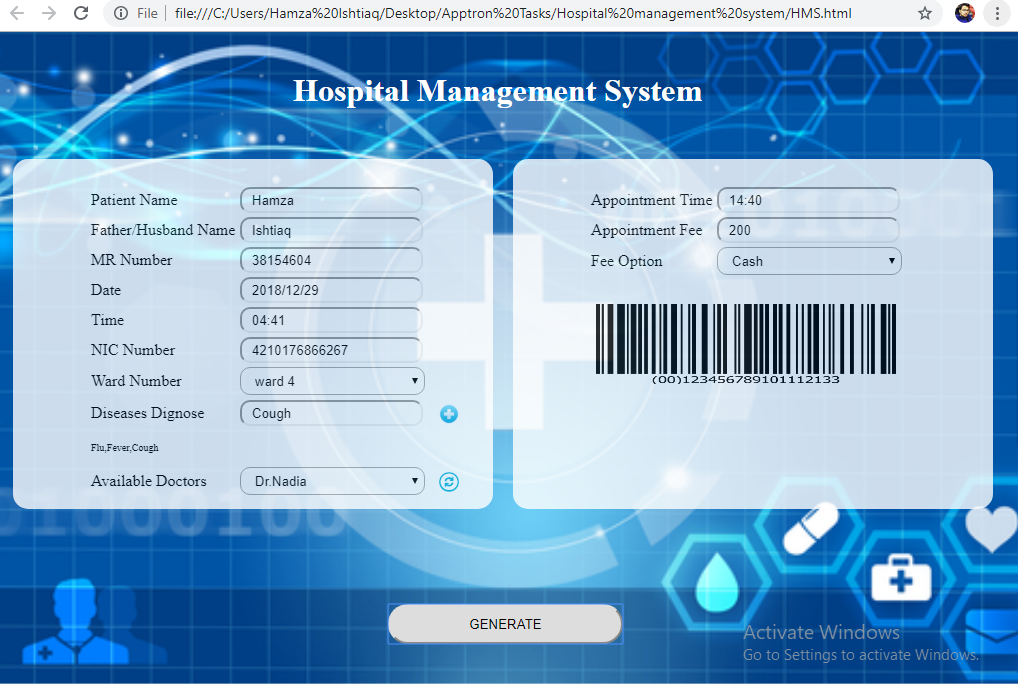 File file:///C:/Users/Hamza%20Ishtiaq/Desktop/Apptron%20Tasks/Hospital%20management%20system/HMS.html
Hospital Management System
Patient Name Hamza
Father/Husband Name Ishtiaq
MR Number 38154604
Date 2018/12/29
Time 04:41
NIC Number 4210176866267
Ward Number ward 4
Diseases Dignose Cough
Flu,Fever,Cough
Available Doctors Dr.Nadia
Appointment Time 14:40
Appointment Fee 200
Fee Option Cash
(00)123456789101112133
GENERATE
Activate Windows
Go to Settings to activate Windows.